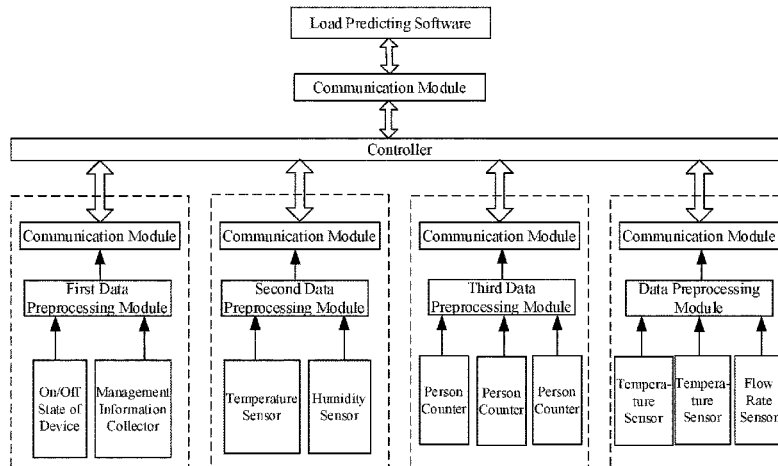 Load Predicting Software
Communication Module
Controller
Communication Module
Communication Module
Communication Module
Communication Module
First Data
Preprocessing Module
Second Data
Preprocessing Module
Third Data
Preprocessing Module
Data Preprocessing
Module
On/Off
State of
Device
Management
Information
Collector
Temperature
Sensor
Humidity
Sensor
Person
Counter
Person
Counter
Person
Counter
Tempera-
ture
Sensor
Tempera-
ture
Sensor
Flow
Rate
Sensor